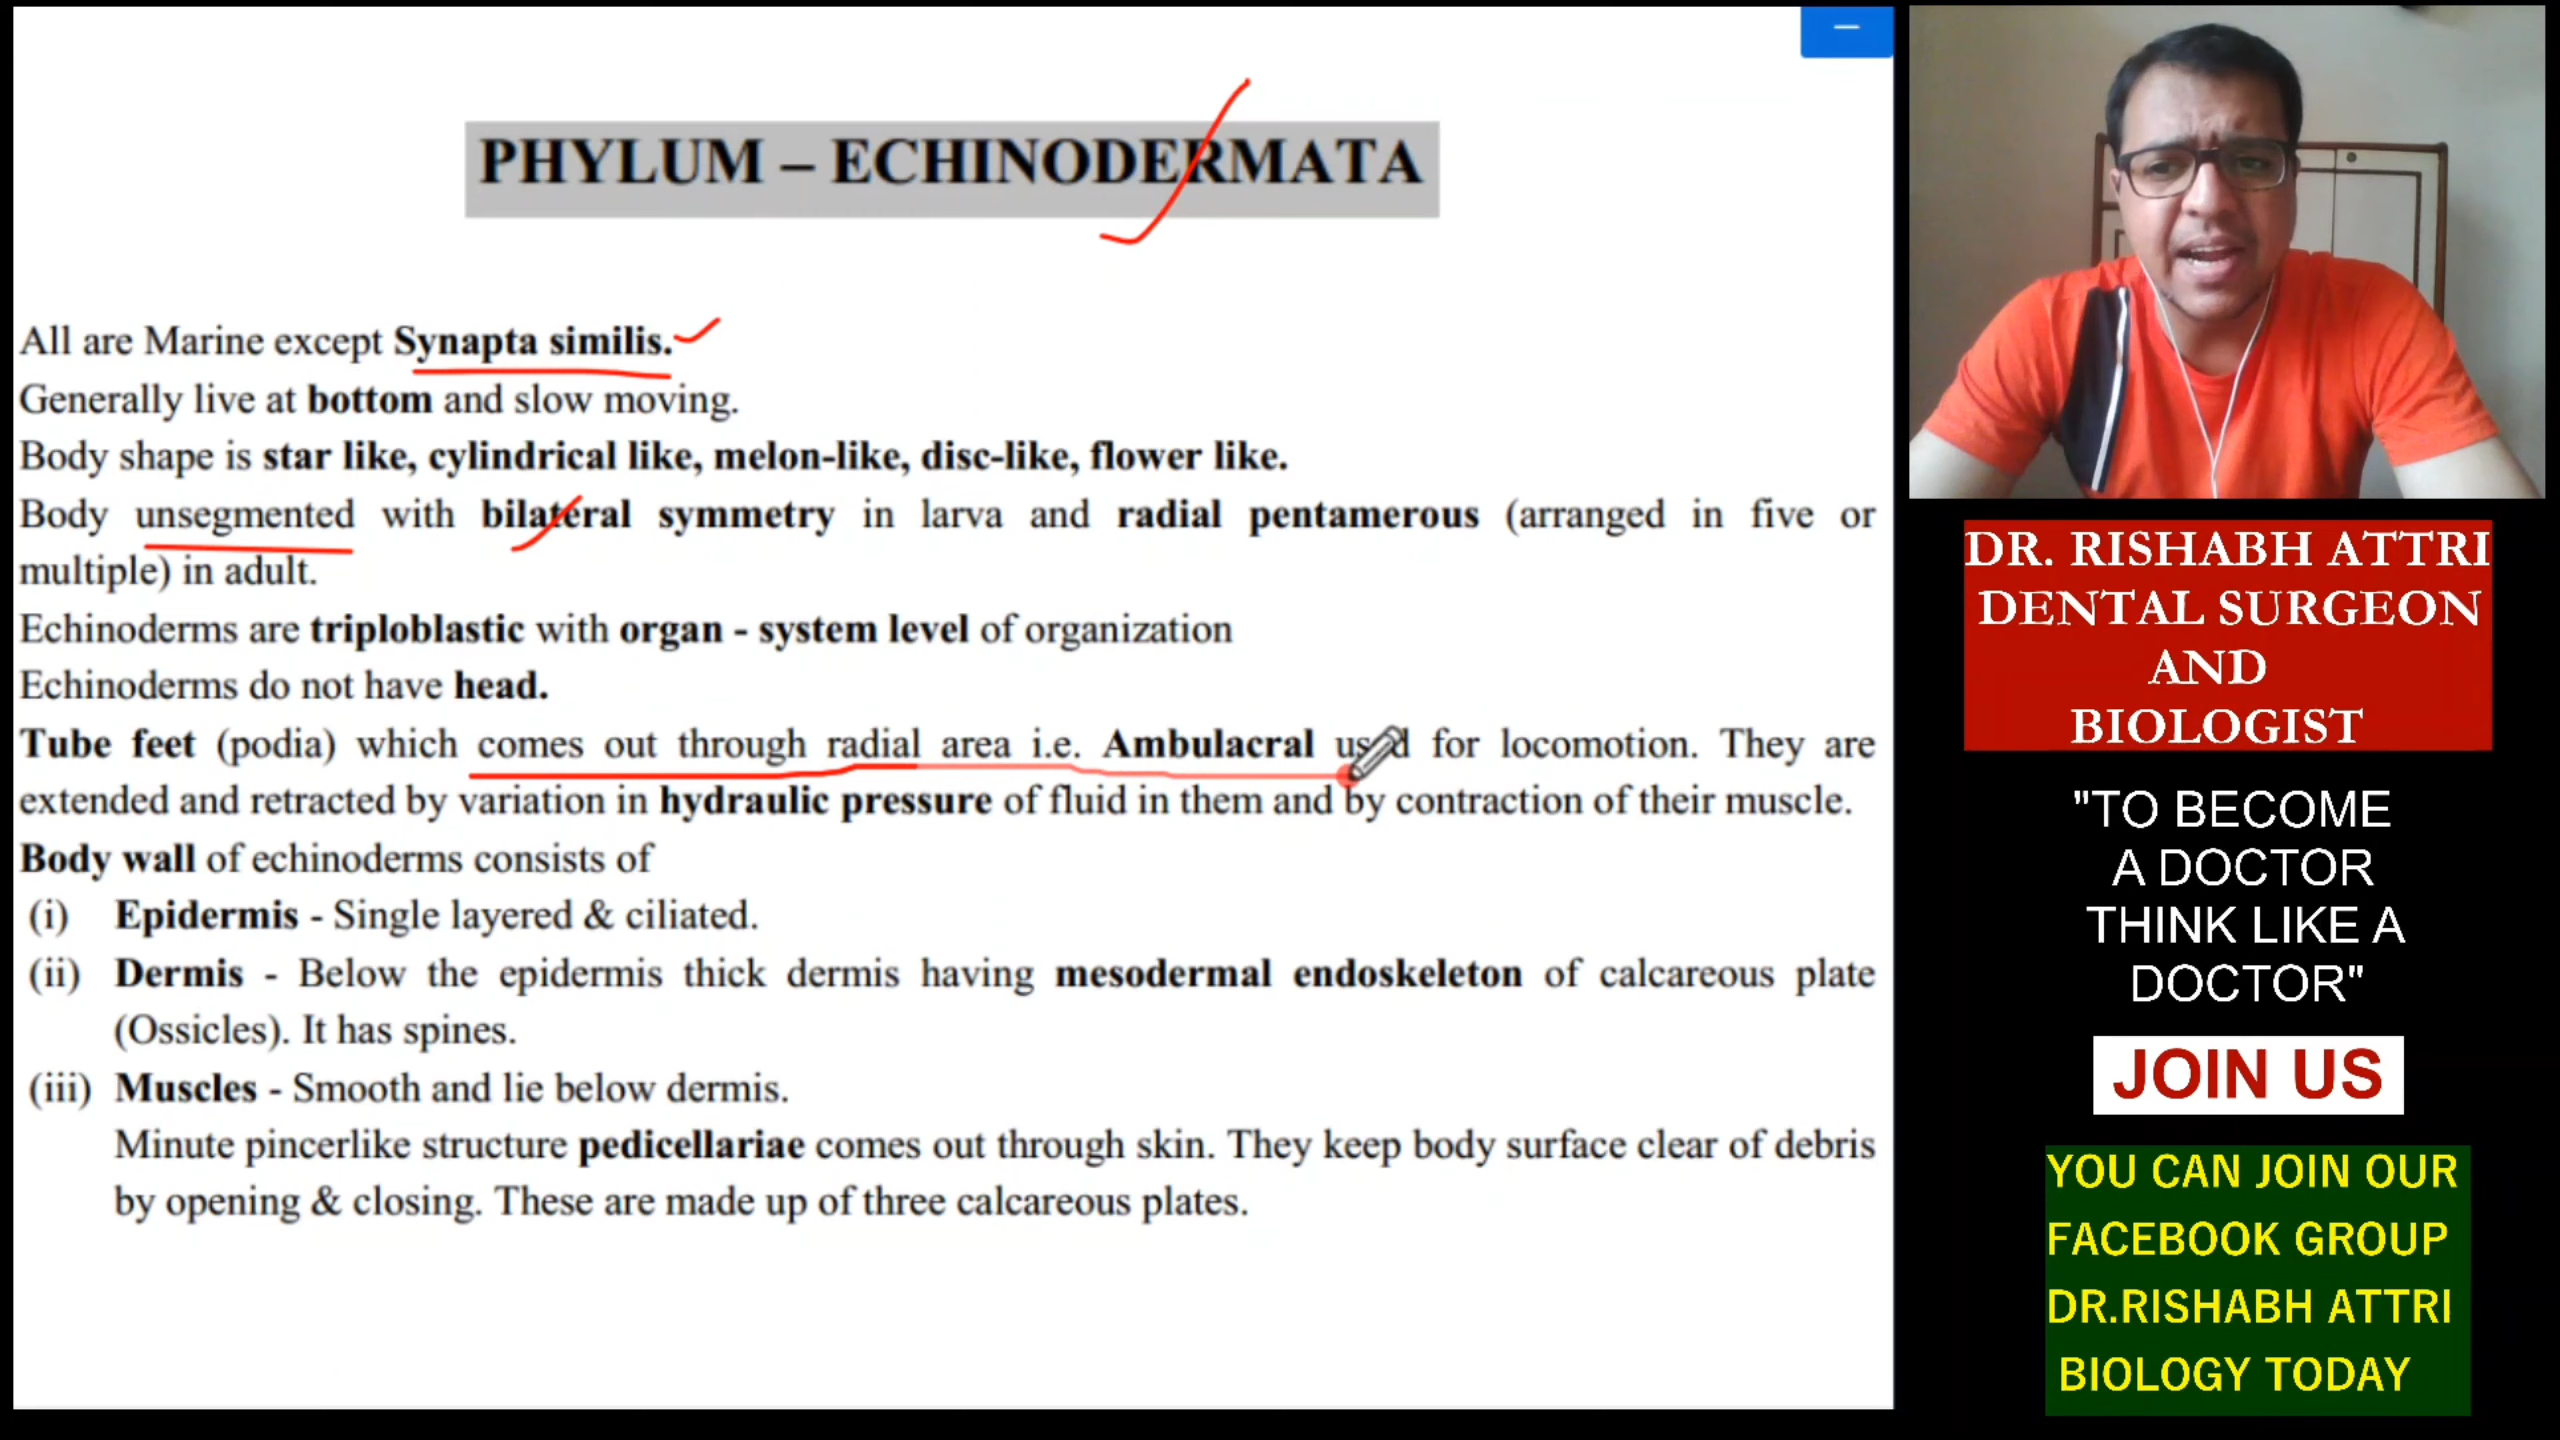 PHYLUM – ECHINODERMATA
All are Marine except Synapta similis.
Generally live at bottom and slow moving.
Body shape is star like, cylindrical like, melon-like, disc-like, flower like.
Body unsegmented with bilateral symmetry in larva and radial pentamerous (arranged in five or
multiple) in adult.
Echinoderms are triploblastic with organ - system level of organization
Echinoderms do not have head.
Tube feet (podia) which comes out through radial area i.e. Ambulacral used for locomotion. They are
extended and retracted by variation in hydraulic pressure of fluid in them and by contraction of their muscle.
Body wall of echinoderms consists of
(i) Epidermis - Single layered & ciliated.
(ii) Dermis - Below the epidermis thick dermis having mesodermal endoskeleton of calcareous plate
(Ossicles). It has spines.
(iii) Muscles - Smooth and lie below dermis.
Minute pincerlike structure pedicellariae comes out through skin. They keep body surface clear of debris
by opening & closing. These are made up of three calcareous plates.
DR. RISHABH ATTRI
DENTAL SURGEON
AND
BIOLOGIST
"TO BECOME
A DOCTOR
THINK LIKE A
DOCTOR"
JOIN US
YOU CAN JOIN OUR
FACEBOOK GROUP
DR.RISHABH ATTRI
BIOLOGY TODAY